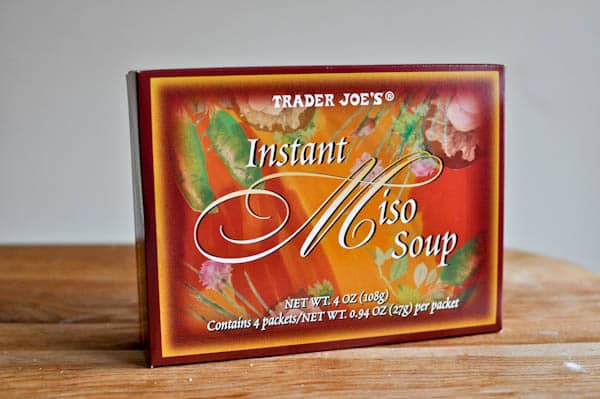 TRADER JOE'S®
Instant
Miso
Soup
NET WT. 4 OZ (108g)
Contains 4 packets/NET WT. 0.94 OZ (27g) per packet